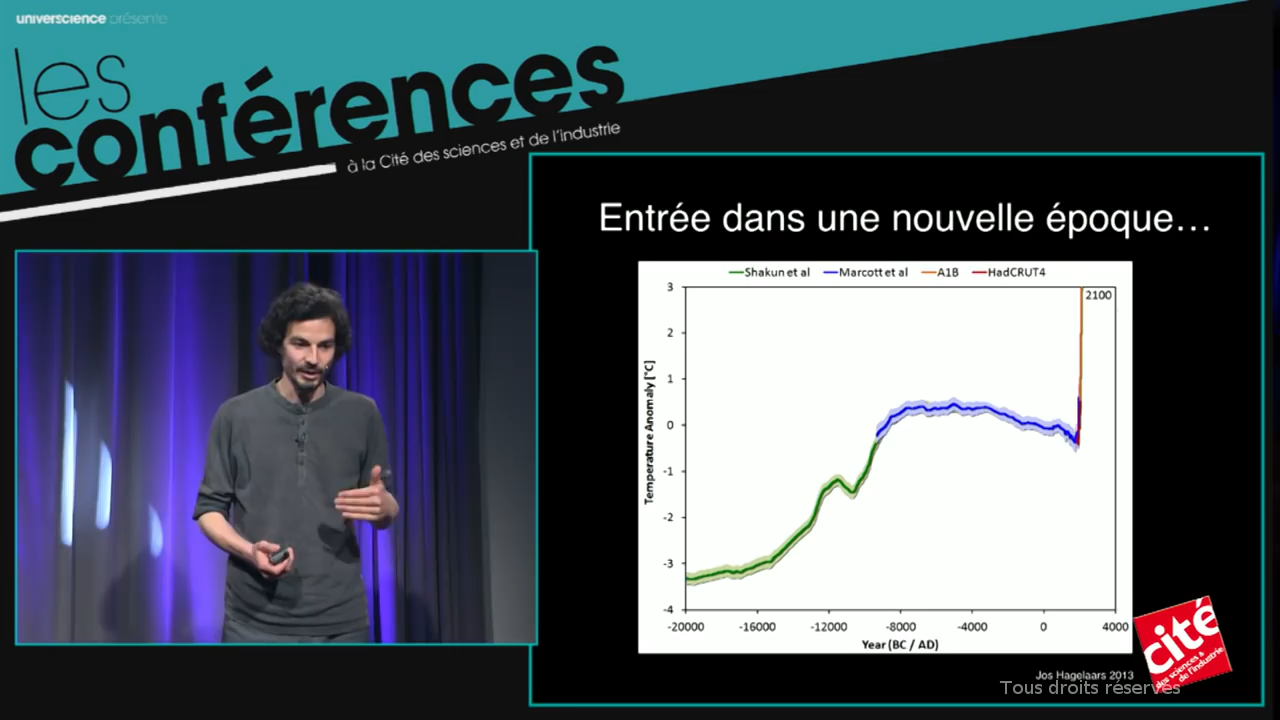 universcience présente
les
conférences
à la Cité des sciences et de l'industrie
Entrée dans une nouvelle époque…
Shakun et al Marcott et al A1B HadCRUT4
3
2100
2
1
0
-1
-2
-3
-4
Temperature Anomaly [°C]
-20000 -16000 -12000 -8000 -4000 0 4000
Year (BC / AD)
Jos Hagelaars 2013
cité
des sciences &
de l'industrie
Tous droits réservés